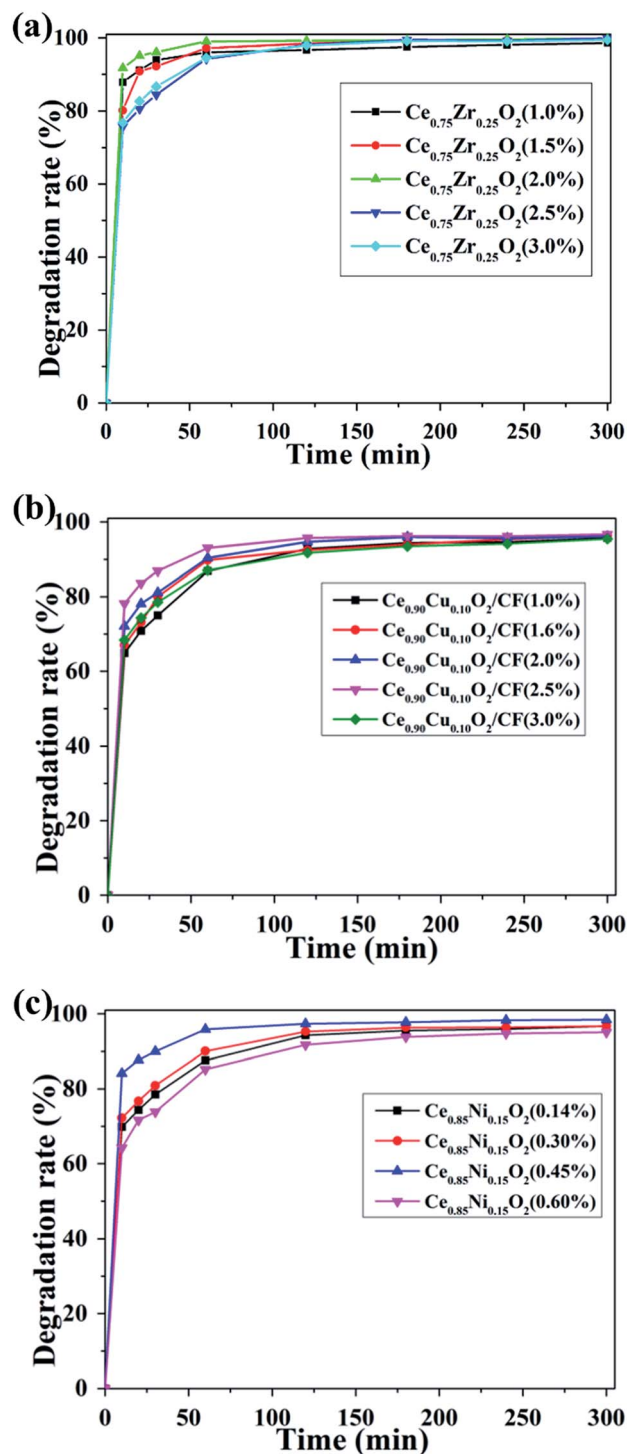 (a)
100
80
60
40
20
0
Degradation rate (%)
Ce0.75Zr0.25O2(1.0%)
Ce0.75Zr0.25O2(1.5%)
Ce0.75Zr0.25O2(2.0%)
Ce0.75Zr0.25O2(2.5%)
Ce0.75Zr0.25O2(3.0%)
0 50 100 150 200 250 300
Time (min)
(b)
100
80
60
40
20
0
Degradation rate (%)
Ce0.90Cu0.10O2/CF(1.0%)
Ce0.90Cu0.10O2/CF(1.6%)
Ce0.90Cu0.10O2/CF(2.0%)
Ce0.90Cu0.10O2/CF(2.5%)
Ce0.90Cu0.10O2/CF(3.0%)
0 50 100 150 200 250 300
Time (min)
(c)
100
80
60
40
20
0
Degradation rate (%)
Ce0.85Ni0.15O2(0.14%)
Ce0.85Ni0.15O2(0.30%)
Ce0.85Ni0.15O2(0.45%)
Ce0.85Ni0.15O2(0.60%)
0 50 100 150 200 250 300
Time (min)